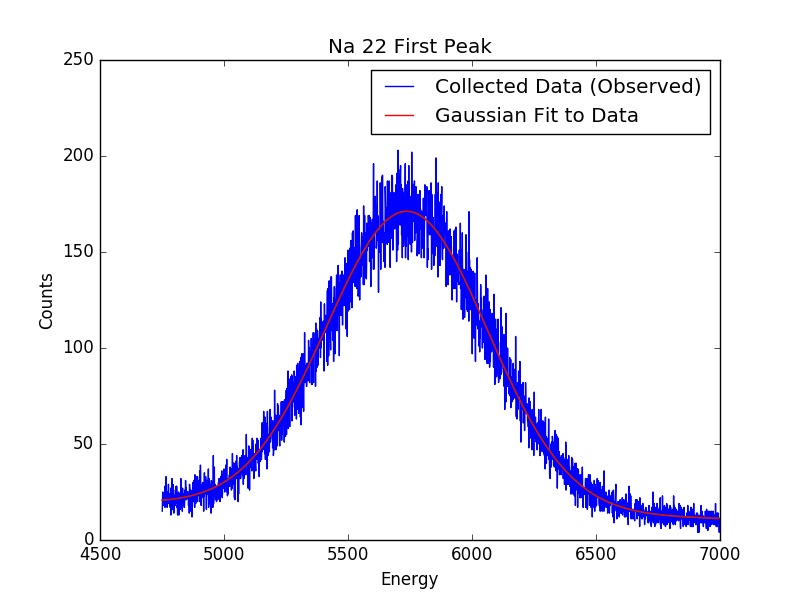 Na 22 First Peak
Collected Data (Observed)
Gaussian Fit to Data
250
200
150
100
50
0
Counts
4500 5000 5500 6000 6500 7000
Energy